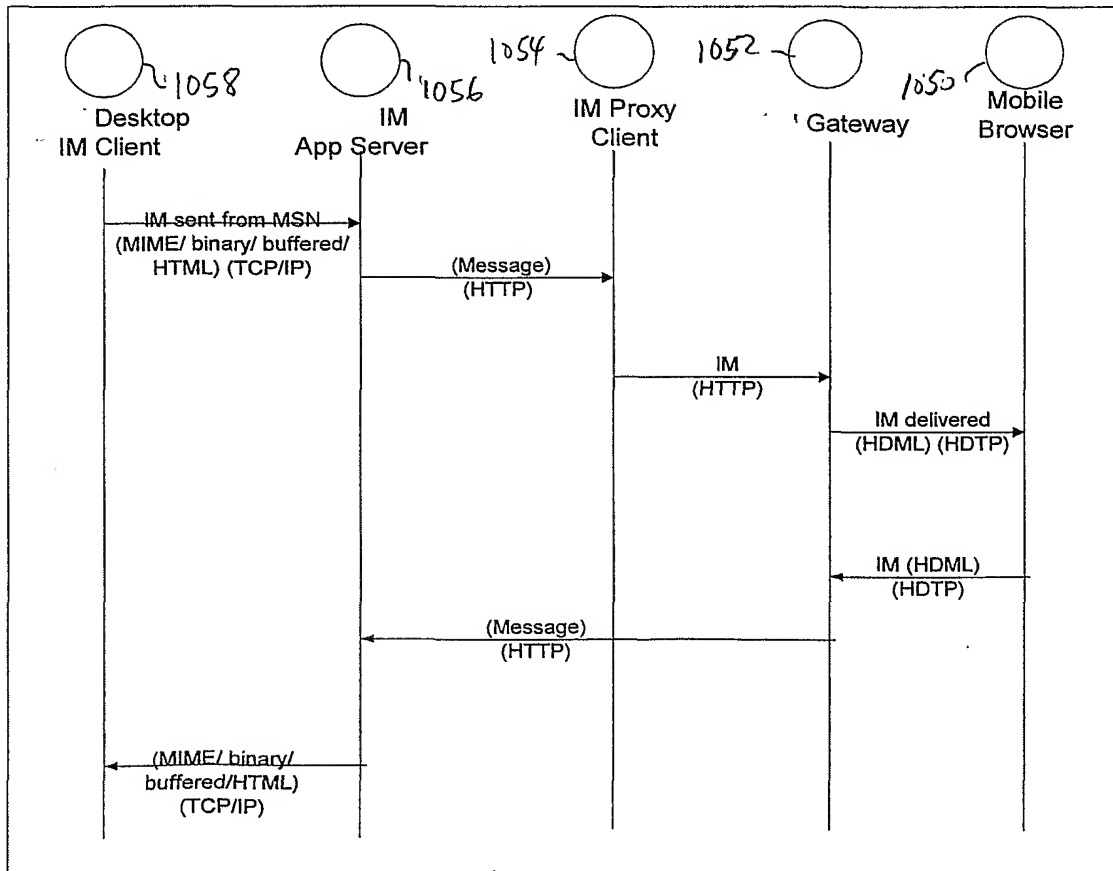 1058
1056
1054
1052
1050
Desktop
IM Client
IM
App Server
IM Proxy
Client
Gateway
Mobile
Browser
IM sent from MSN
(MIME/ binary/ buffered/
HTML) (TCP/IP)
(Message)
(HTTP)
IM
(HTTP)
IM delivered
(HDML) (HDTP)
IM (HDML)
(HDTP)
(Message)
(HTTP)
(MIME/ binary/
buffered/HTML)
(TCP/IP)